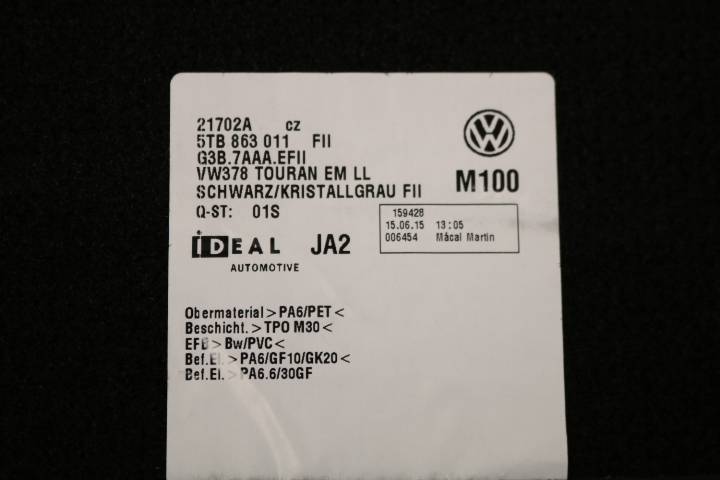 21702A cz
5TB 863 011 FII
G3B.7AAA.EFII
VW378 TOURAN EM LL
SCHWARZ/KRISTALLGRAU FII
Q-ST: 01S
M100
159428
15.06.15 13:05
006454 Mácal Martin
iDEAL JA2
AUTOMOTIVE
Obermaterial>PA6/PET<
Beschicht.>TPO M30<
EFB>Bw/PVC<
Bef.El.>PA6/GF10/GK20<
Bef.El.>PA6.6/30GF